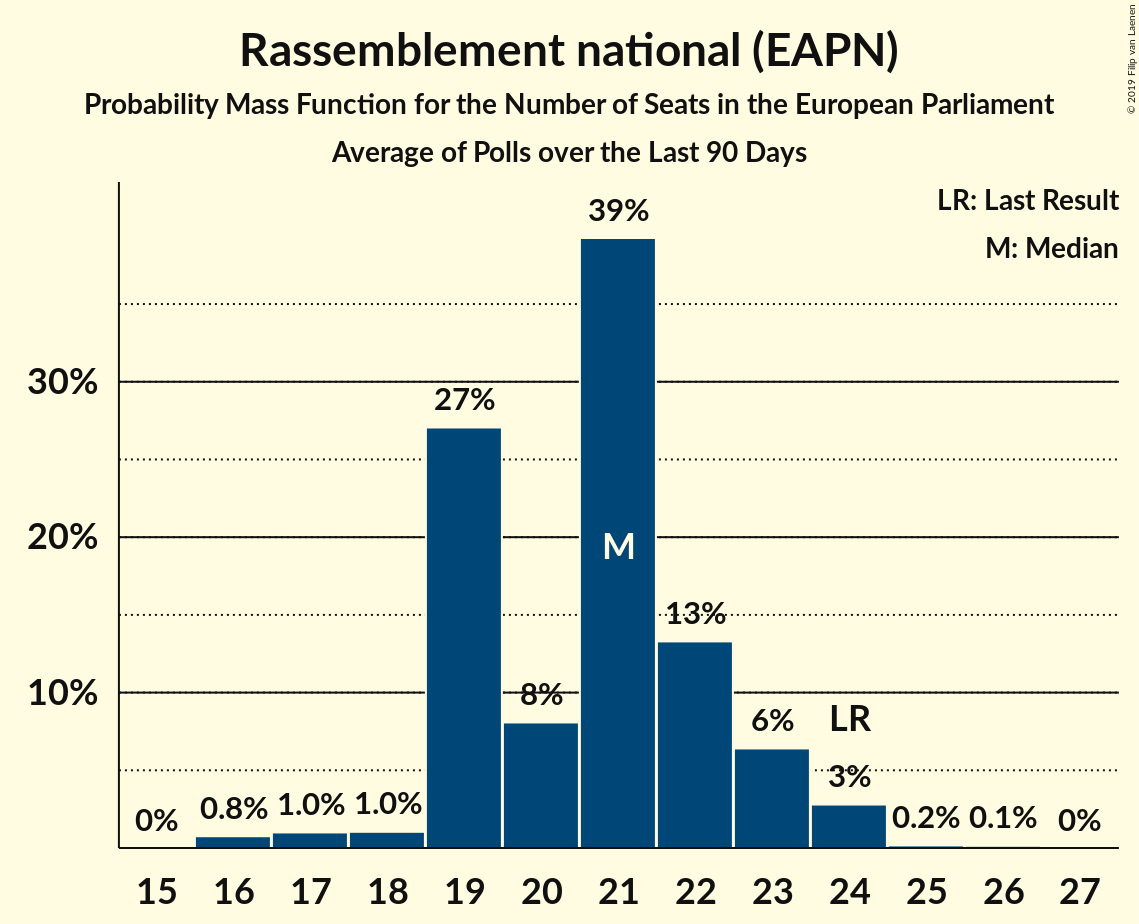 Rassemblement national (EAPN)
Probability Mass Function for the Number of Seats in the European Parliament
Average of Polls over the Last 90 Days
© 2019 Filip van Laenen
LR: Last Result
M: Median
39%
30%
27%
20%
M
13%
10%
8%
6%
LR
3%
0%
0.8%
1.0%
1.0%
0.2%
0.1%
0%
15 16 17 18 19 20 21 22 23 24 25 26 27